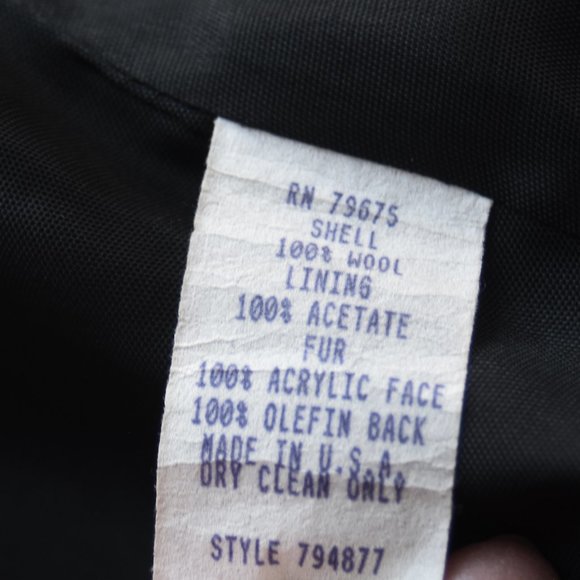 RN 79675
SHELL
100% WOOL
LINING
100% ACETATE
FUR
100% ACRYLIC FACE
100% OLEFIN BACK
MADE IN U.S.A.
DRY CLEAN ONLY
STYLE 794877